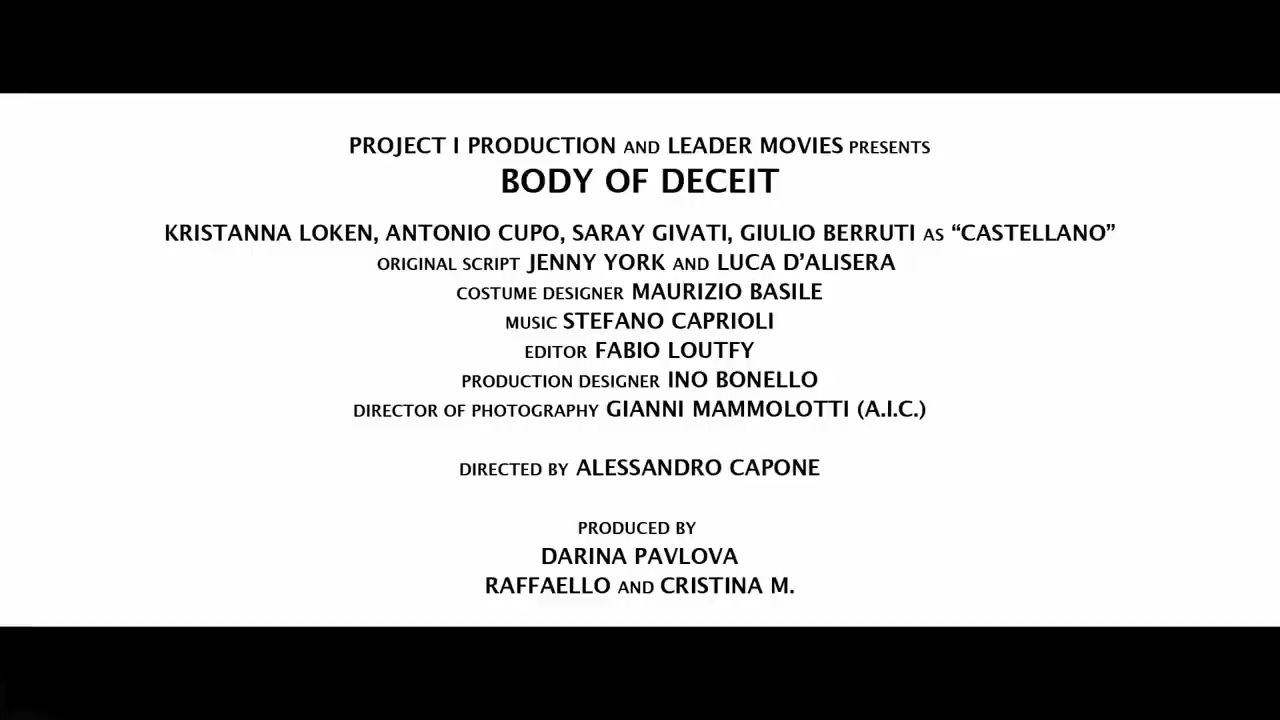 PROJECT I PRODUCTION AND LEADER MOVIES PRESENTS
BODY OF DECEIT
KRISTANNA LOKEN, ANTONIO CUPO, SARAY GIVATI, GIULIO BERRUTI AS “CASTELLANO”
ORIGINAL SCRIPT JENNY YORK AND LUCA D’ALISERA
COSTUME DESIGNER MAURIZIO BASILE
MUSIC STEFANO CAPRIOLI
EDITOR FABIO LOUTFY
PRODUCTION DESIGNER INO BONELLO
DIRECTOR OF PHOTOGRAPHY GIANNI MAMMOLOTTI (A.I.C.)
DIRECTED BY ALESSANDRO CAPONE
PRODUCED BY
DARINA PAVLOVA
RAFFAELLO AND CRISTINA M.